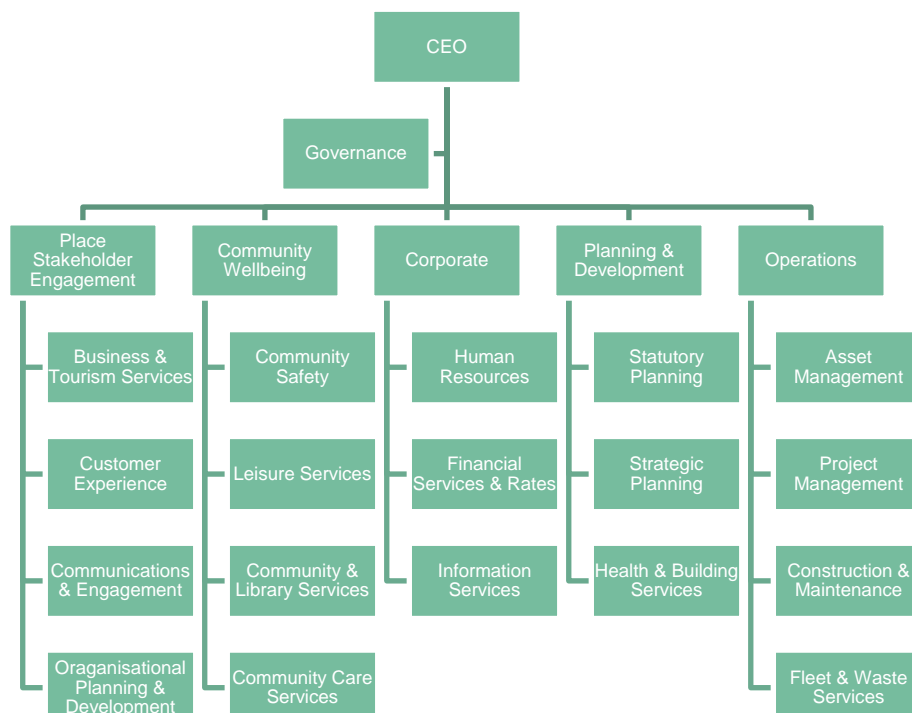 CEO
Governance
Place
Stakeholder
Engagement
Community
Wellbeing
Corporate
Planning &
Development
Operations
Business &
Tourism Services
Customer
Experience
Communications
& Engagement
Oraganisational
Planning &
Development
Community
Safety
Leisure Services
Community &
Library Services
Community Care
Services
Human
Resources
Financial
Services & Rates
Information
Services
Statutory
Planning
Strategic
Planning
Health & Building
Services
Asset
Management
Project
Management
Construction &
Maintenance
Fleet & Waste
Services